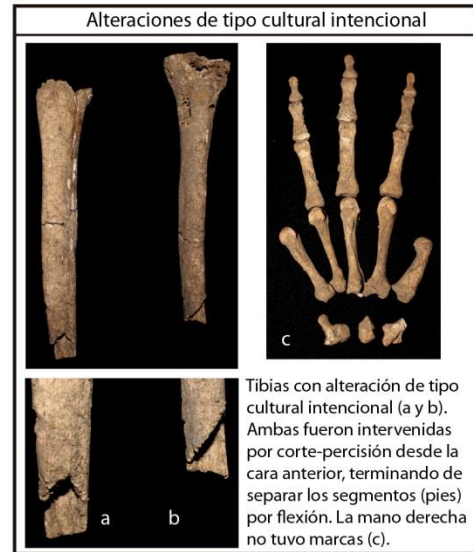 Alteraciones de tipo cultural intencional
c
a
b
Tibias con alteración de tipo
cultural intencional (a y b).
Ambas fueron intervenidas
por corte-percisión desde la
cara anterior, terminando de
separar los segmentos (pies)
por flexión. La mano derecha
no tuvo marcas (c).